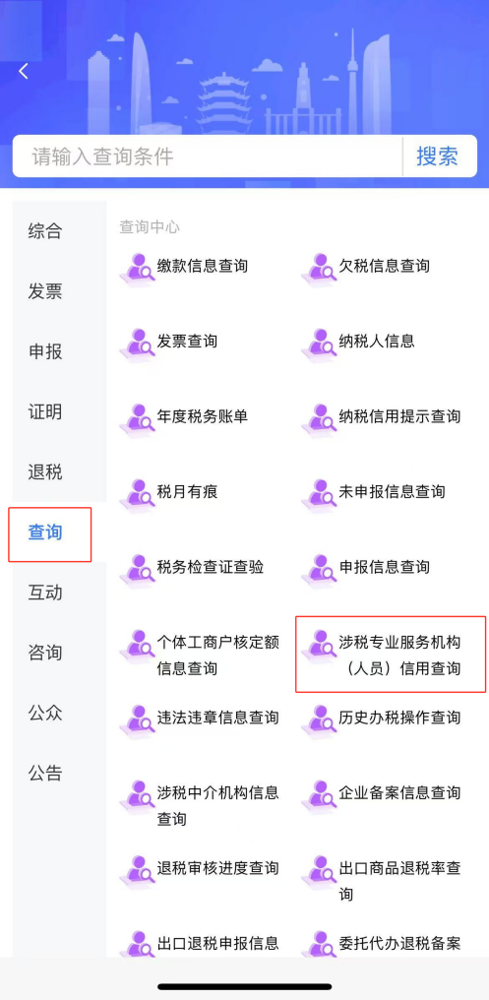 请输入查询条件 搜索
综合
发票
申报
证明
退税
查询
互动
咨询
公众
公告
查询中心
缴款信息查询 欠税信息查询
发票查询 纳税人信息
年度税务账单 纳税信用提示查询
税月有痕 未申报信息查询
税务检查证查验 申报信息查询
个体工商户核定额
信息查询
涉税专业服务机构
（人员）信用查询
违法违章信息查询 历史办税操作查询
涉税中介机构信息
查询
企业备案信息查询
退税审核进度查询
出口商品退税率查
询
出口退税申报信息 委托代办退税备案